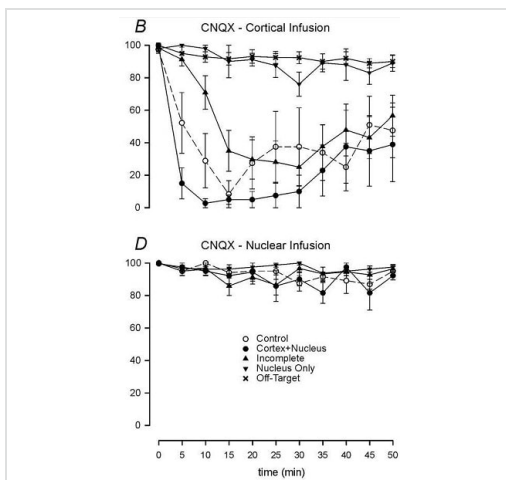 B CNQX - Cortical Infusion
100
80
60
40
20
0
D CNQX - Nuclear Infusion
100
80
60
40
20
0
Control
Cortex+Nucleus
Incomplete
Nucleus Only
Off-Target
0 5 10 15 20 25 30 35 40 45 50
time (min)